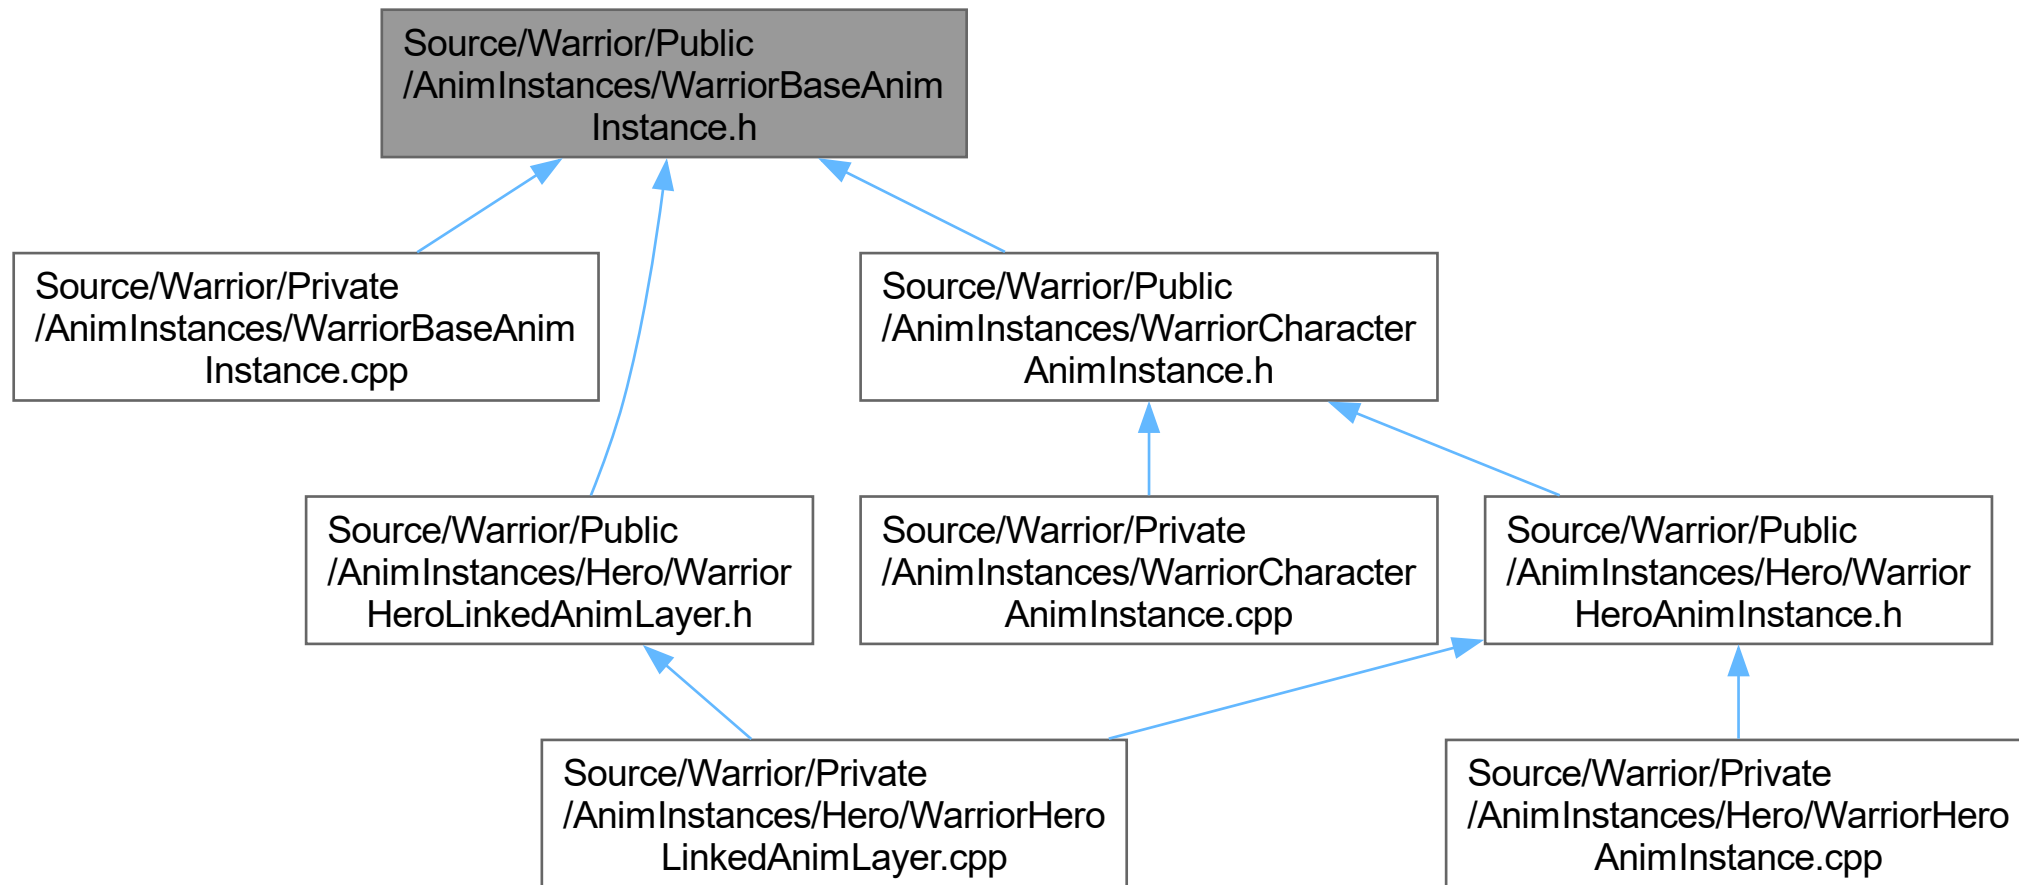 Source/Warrior/Public
/AnimInstances/WarriorBaseAnim
Instance.h
Source/Warrior/Private
/AnimInstances/WarriorBaseAnim
Instance.cpp
Source/Warrior/Public
/AnimInstances/WarriorCharacter
AnimInstance.h
Source/Warrior/Public
/AnimInstances/Hero/Warrior
HeroLinkedAnimLayer.h
Source/Warrior/Private
/AnimInstances/WarriorCharacter
AnimInstance.cpp
Source/Warrior/Public
/AnimInstances/Hero/Warrior
HeroAnimInstance.h
Source/Warrior/Private
/AnimInstances/Hero/WarriorHero
LinkedAnimLayer.cpp
Source/Warrior/Private
/AnimInstances/Hero/WarriorHero
AnimInstance.cpp